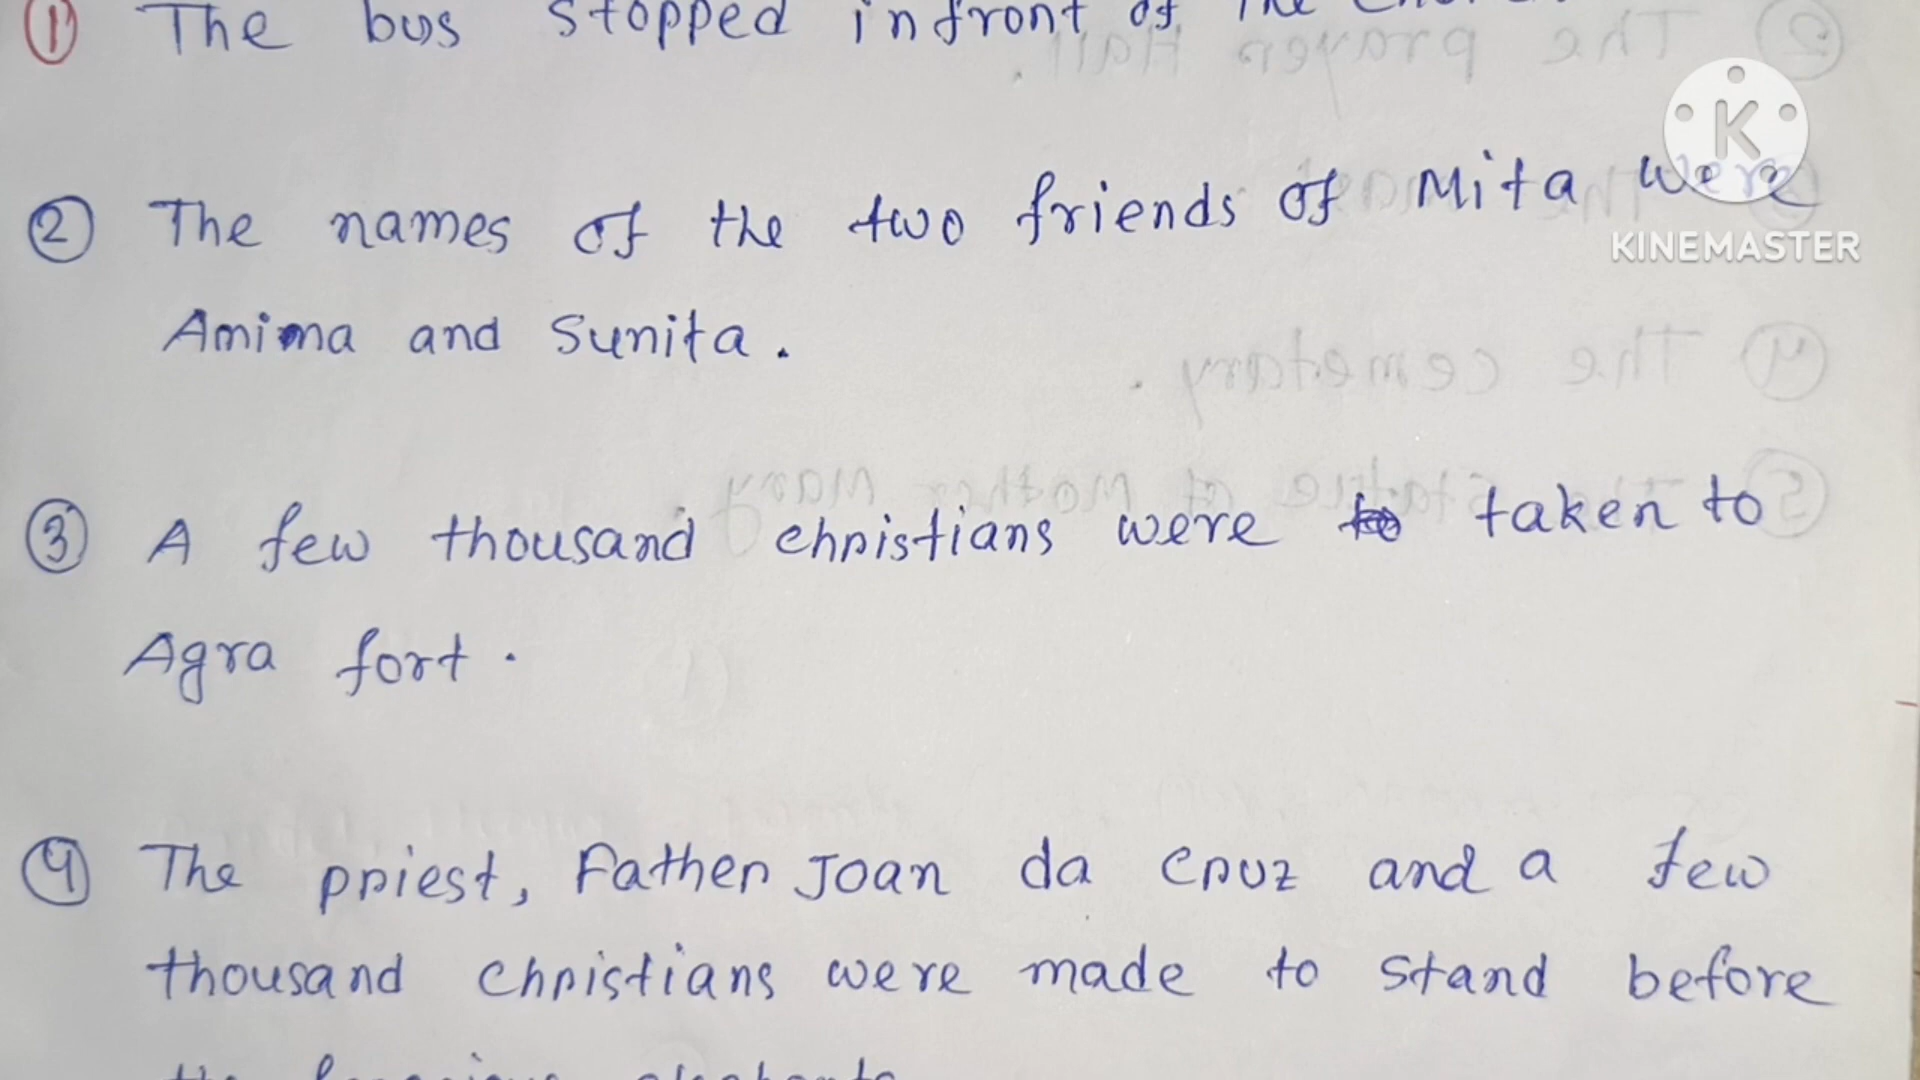 ① The bus stopped infront of the
② The names of the two friends of Mita were
Anima and Sunita.
③ A few thousand christians were taken to
Agra fort.
④ The priest, Father Joan da Cruz and a few
thousand christians were made to stand before
KINEMASTER